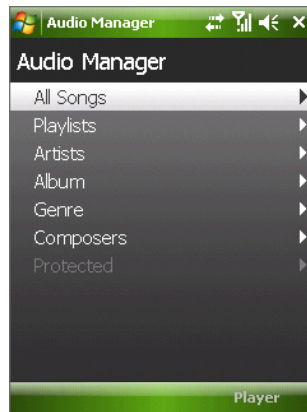 Audio Manager
Audio Manager
All Songs
Playlists
Artists
Album
Genre
Composers
Protected
Player